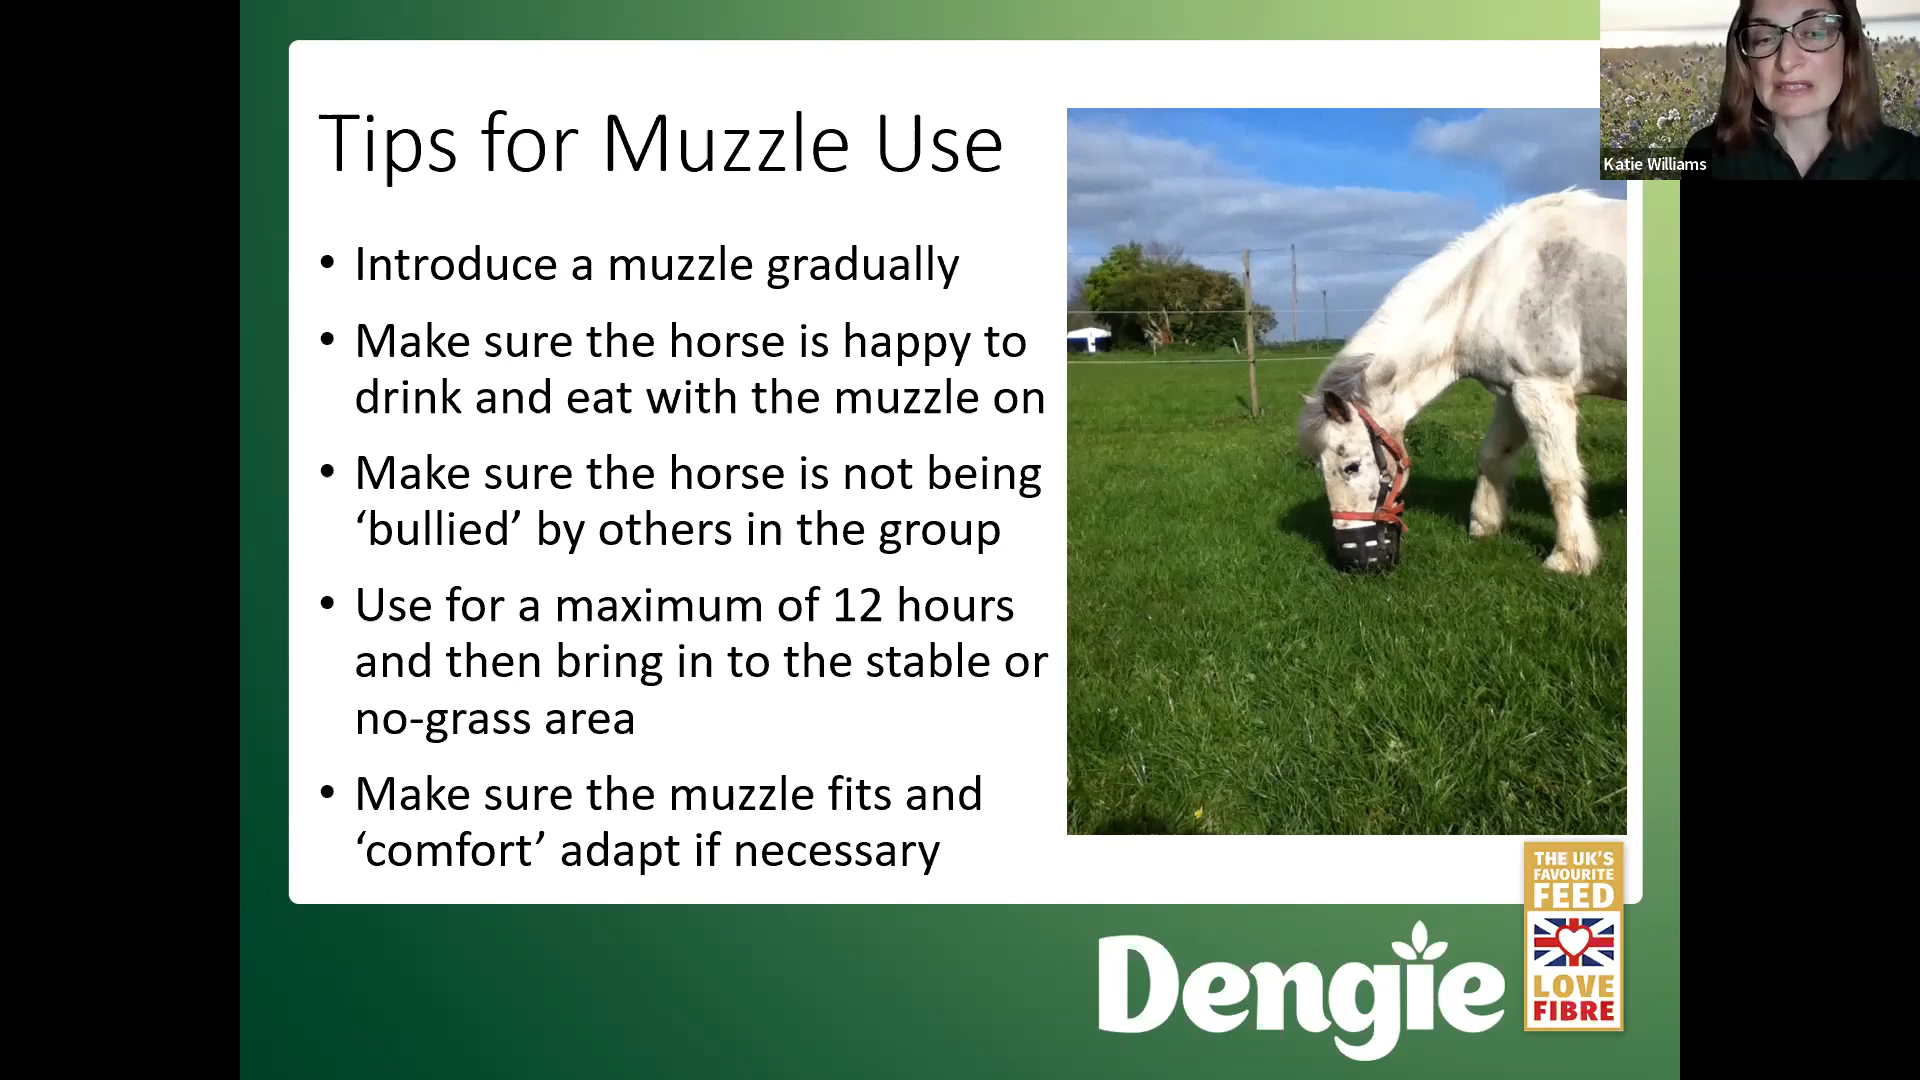 Tips for Muzzle Use
• Introduce a muzzle gradually
• Make sure the horse is happy to
drink and eat with the muzzle on
• Make sure the horse is not being
‘bullied’ by others in the group
• Use for a maximum of 12 hours
and then bring in to the stable or
no-grass area
• Make sure the muzzle fits and
‘comfort’ adapt if necessary
Katie Williams
Dengie
THE UK'S
FAVOURITE
FEED
LOVE
FIBRE